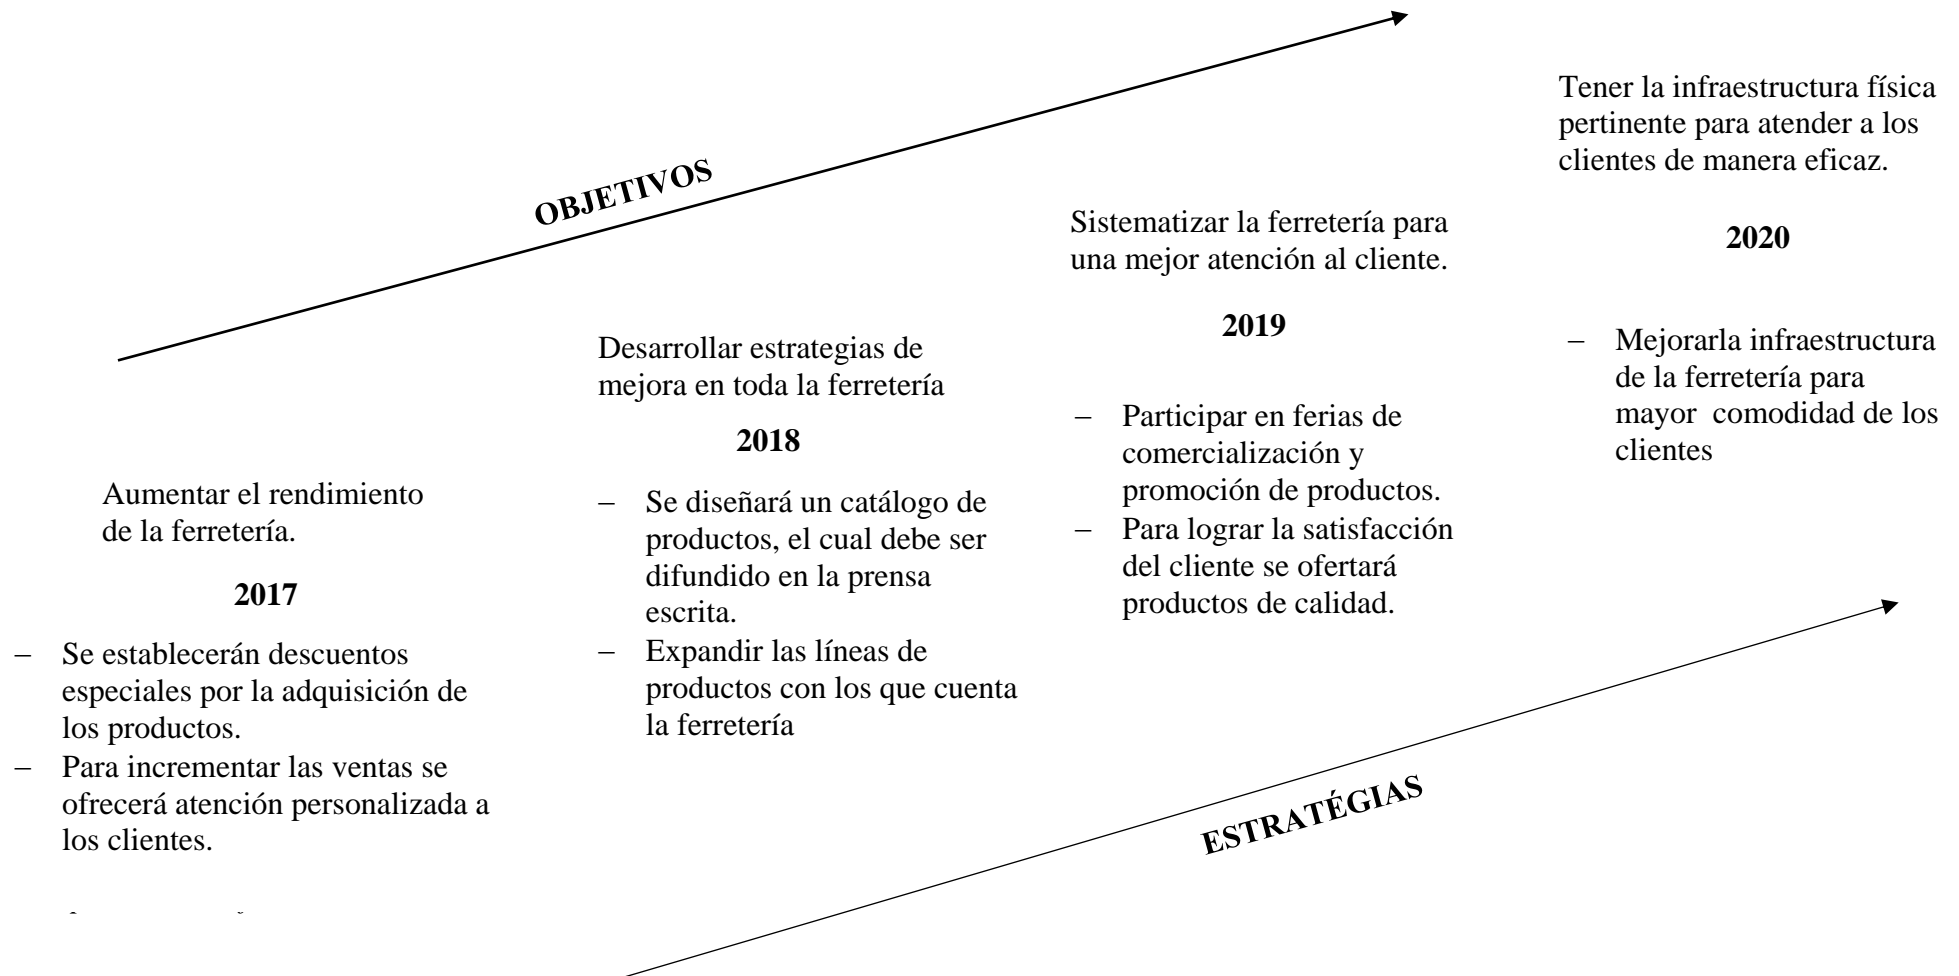 OBJETIVOS
Aumentar el rendimiento
de la ferretería.
2017
– Se establecerán descuentos
especiales por la adquisición de
los productos.
– Para incrementar las ventas se
ofrecerá atención personalizada a
los clientes.
Desarrollar estrategias de
mejora en toda la ferretería
2018
– Se diseñará un catálogo de
productos, el cual debe ser
difundido en la prensa
escrita.
– Expandir las líneas de
productos con los que cuenta
la ferretería
Sistematizar la ferretería para
una mejor atención al cliente.
2019
– Participar en ferias de
comercialización y
promoción de productos.
– Para lograr la satisfacción
del cliente se ofertará
productos de calidad.
Tener la infraestructura física
pertinente para atender a los
clientes de manera eficaz.
2020
– Mejorarla infraestructura
de la ferretería para
mayor  comodidad de los
clientes
ESTRATÉGIAS